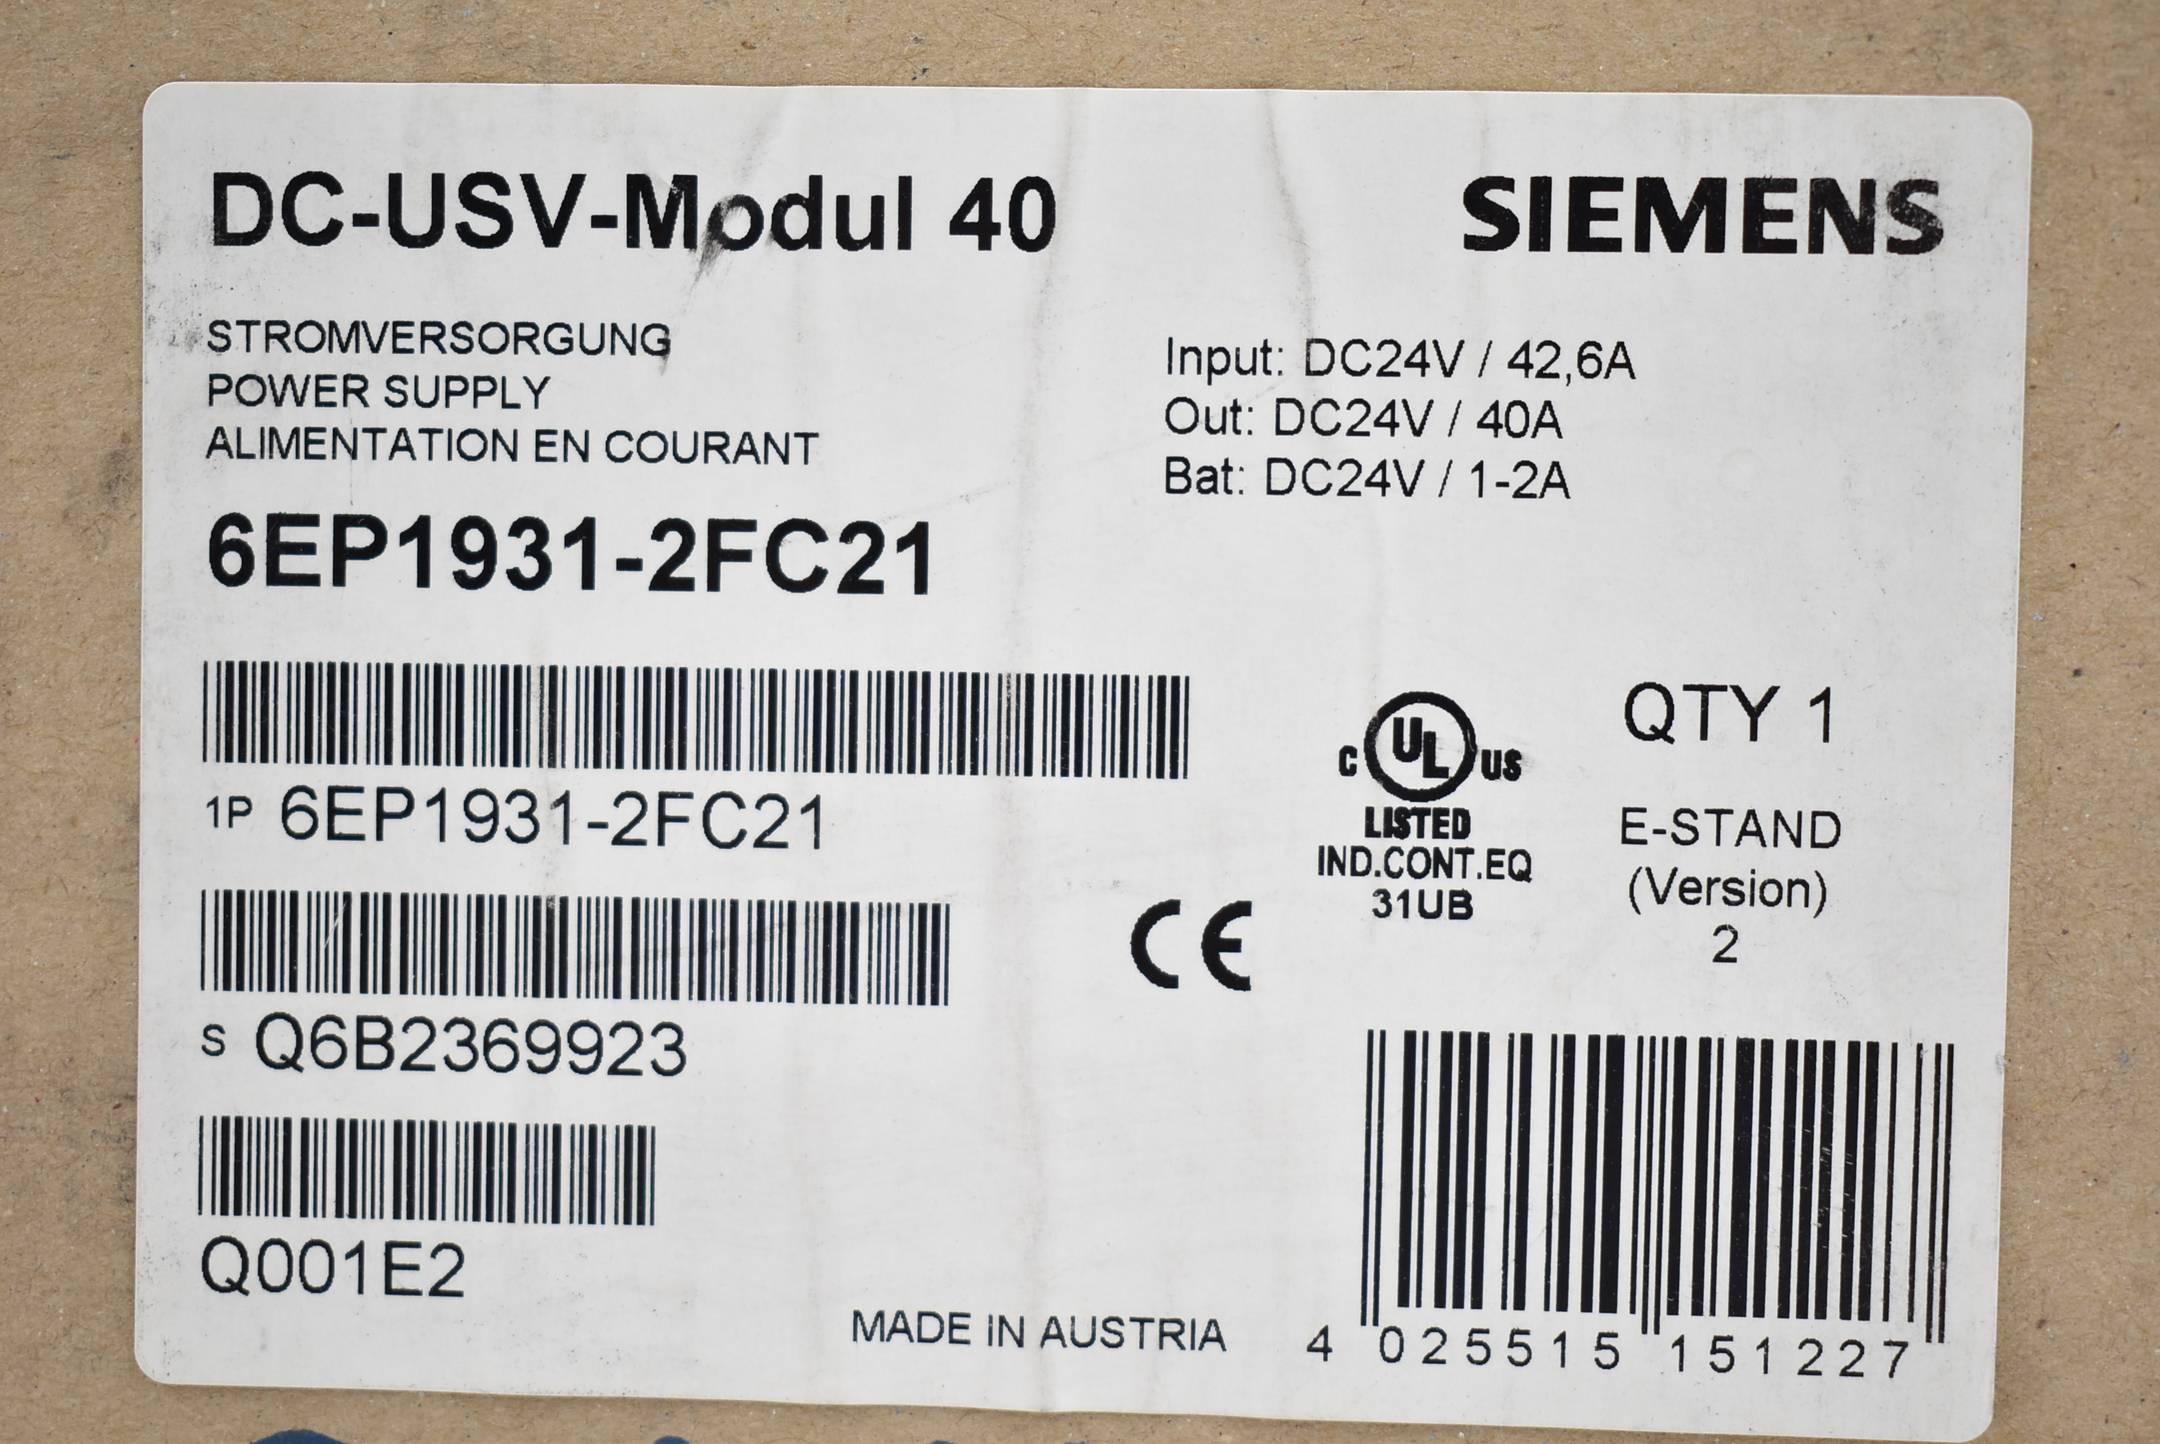 DC-USV-Modul 40
SIEMENS
STROMVERSORGUNG
POWER SUPPLY
ALIMENTATION EN COURANT
Input: DC24V / 42,6A
Out: DC24V / 40A
Bat: DC24V / 1-2A
6EP1931-2FC21
1P 6EP1931-2FC21
S Q6B2369923
Q001E2
C UL US
LISTED
IND.CONT.EQ
31UB
CE
QTY 1
E-STAND
(Version)
2
MADE IN AUSTRIA
4 025515 151227